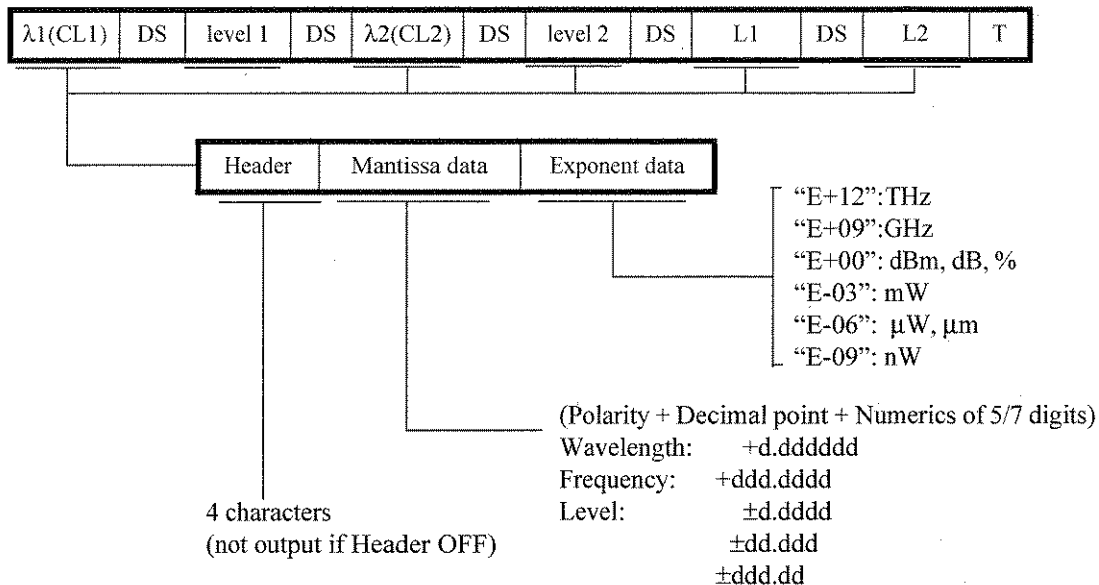 λ1(CL1) DS level 1 DS λ2(CL2) DS level 2 DS L1 DS L2 T
Header Mantissa data Exponent data
“E+12”:THz
“E+09”:GHz
“E+00”: dBm, dB, %
“E-03”: mW
“E-06”: μW, μm
“E-09”: nW
(Polarity + Decimal point + Numerics of 5/7 digits)
Wavelength: +d.dddddd
Frequency: +ddd.dddd
Level: ±d.dddd
±dd.ddd
±ddd.dd
4 characters
(not output if Header OFF)